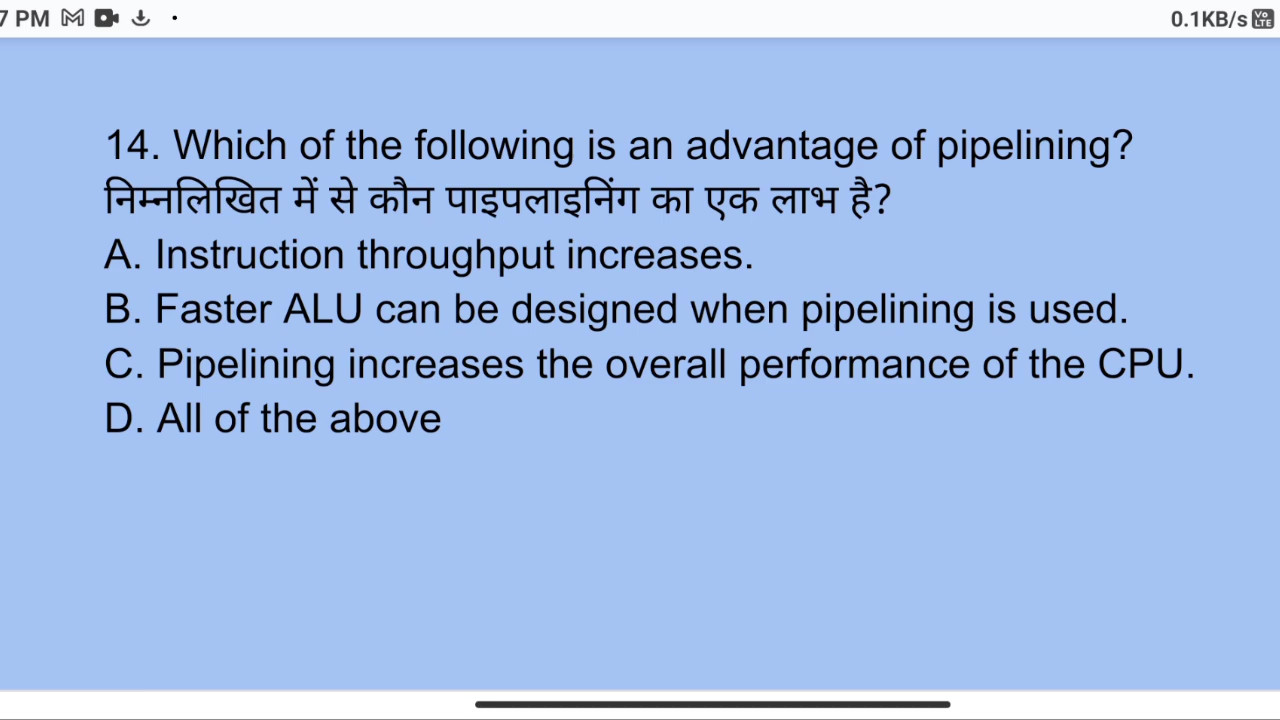 7 PM
0.1KB/s Vo LTE
14. Which of the following is an advantage of pipelining?
निम्नलिखित में से कौन पाइपलाइनिंग का एक लाभ है?
A. Instruction throughput increases.
B. Faster ALU can be designed when pipelining is used.
C. Pipelining increases the overall performance of the CPU.
D. All of the above